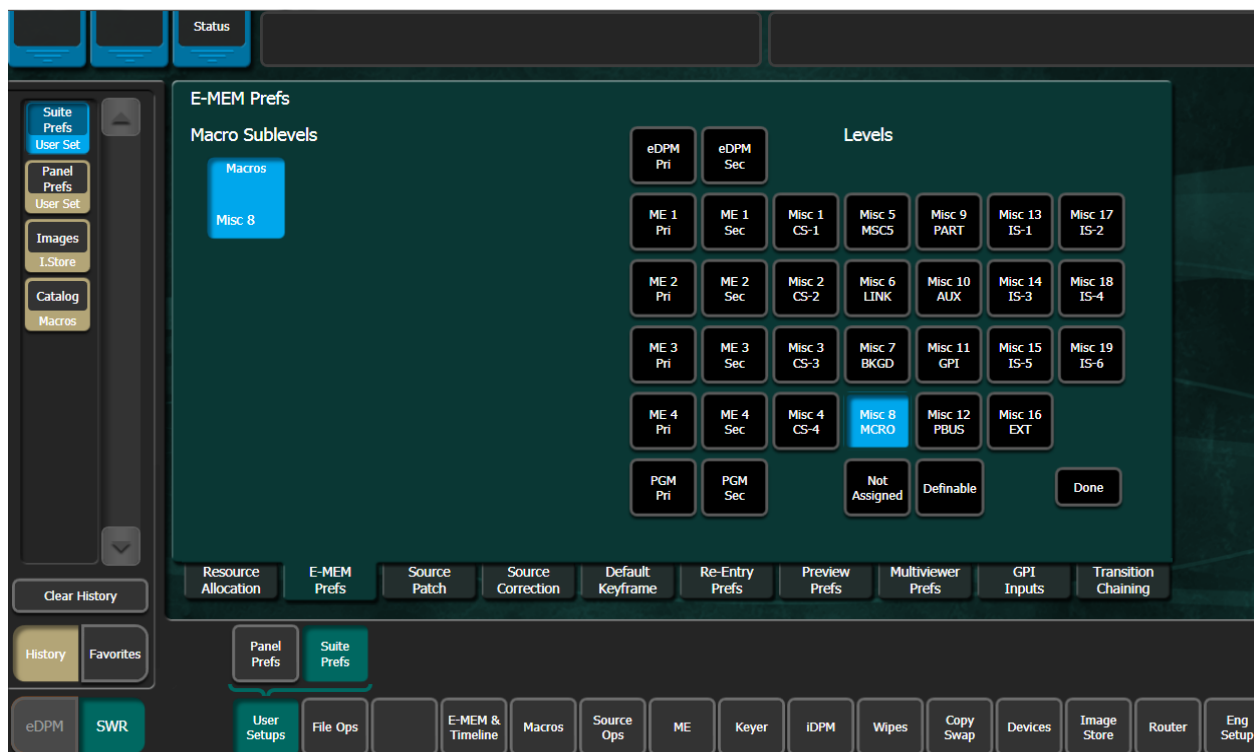 Status
Suite
Prefs
User Set
Panel
Prefs
User Set
Images
I.Store
Catalog
Macros
Clear History
History
Favorites
eDPM
SWR
E-MEM Prefs
Macro Sublevels
Macros
Misc 8
Levels
eDPM
Pri
eDPM
Sec
ME 1
Pri
ME 1
Sec
Misc 1
CS-1
Misc 5
MSC5
Misc 9
PART
Misc 13
IS-1
Misc 17
IS-2
ME 2
Pri
ME 2
Sec
Misc 2
CS-2
Misc 6
LINK
Misc 10
AUX
Misc 14
IS-3
Misc 18
IS-4
ME 3
Pri
ME 3
Sec
Misc 3
CS-3
Misc 7
BKGD
Misc 11
GPI
Misc 15
IS-5
Misc 19
IS-6
ME 4
Pri
ME 4
Sec
Misc 4
CS-4
Misc 8
MCRO
Misc 12
PBUS
Misc 16
EXT
PGM
Pri
PGM
Sec
Not
Assigned
Definable
Done
Resource
Allocation
E-MEM
Prefs
Source
Patch
Source
Correction
Default
Keyframe
Re-Entry
Prefs
Preview
Prefs
Multiviewer
Prefs
GPI
Inputs
Transition
Chaining
Panel
Prefs
Suite
Prefs
User
Setups
File Ops
E-MEM &
Timeline
Macros
Source
Ops
ME
Keyer
iDPM
Wipes
Copy
Swap
Devices
Image
Store
Router
Eng
Setup